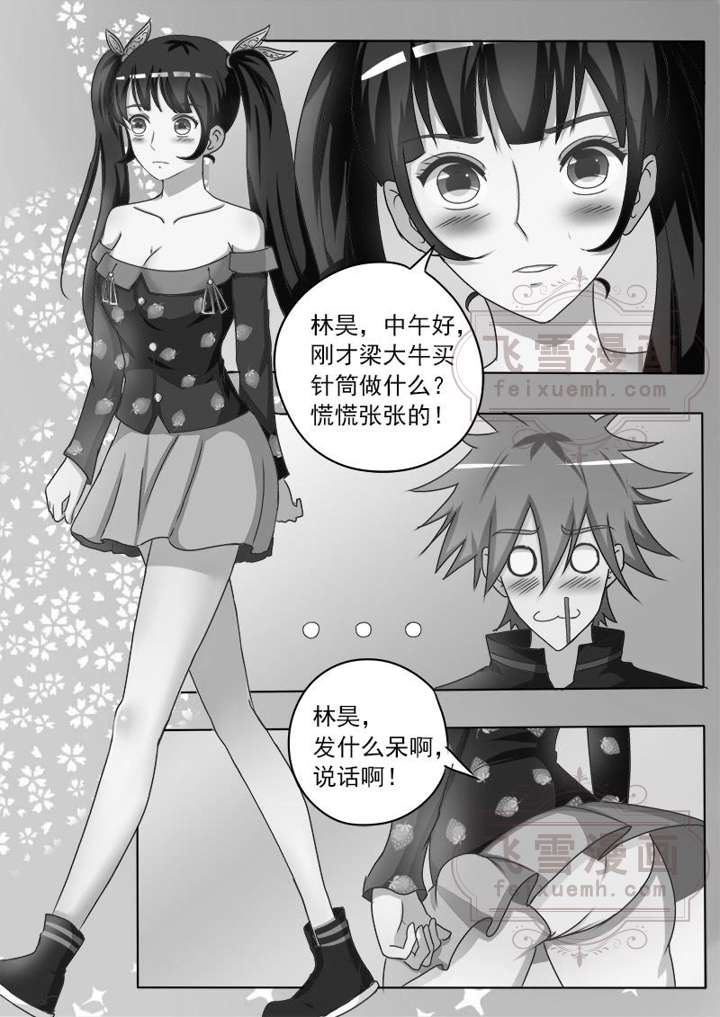 林昊，中午好，
刚才梁大牛买
针筒做什么？
慌慌张张的！
飞雪漫画
feixuemh.com
林昊，
发什么呆啊，
说话啊！
飞雪漫画
feixuemh.com